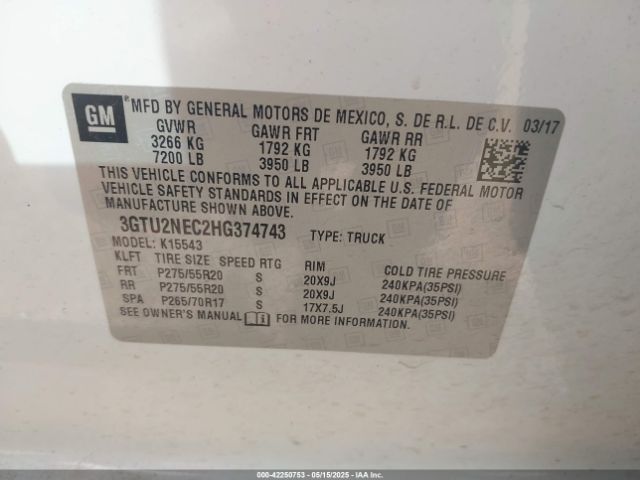 GM ® MFD BY GENERAL MOTORS DE MEXICO, S. DE R.L. DE C.V. 03/17
GVWR GAWR FRT GAWR RR
3266 KG 1792 KG 1792 KG
7200 LB 3950 LB 3950 LB
THIS VEHICLE CONFORMS TO ALL APPLICABLE U.S. FEDERAL MOTOR
VEHICLE SAFETY STANDARDS IN EFFECT ON THE DATE OF
MANUFACTURE SHOWN ABOVE.
3GTU2NEC2HG374743 TYPE: TRUCK
MODEL: K15543
KLFT TIRE SIZE SPEED RTG RIM COLD TIRE PRESSURE
FRT P275/55R20 S 20X9J 240KPA(35PSI)
RR P275/55R20 S 20X9J 240KPA(35PSI)
SPA P265/70R17 S 17X7.5J 240KPA(35PSI)
SEE OWNER'S MANUAL FOR MORE INFORMATION.
000-42250753 - 05/15/2025 - IAAI.COM